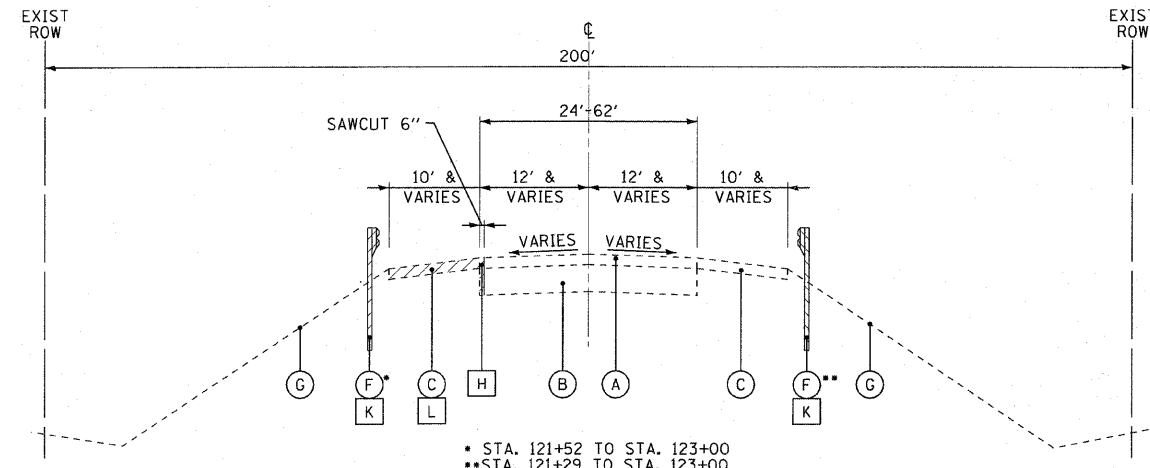 EXIST
ROW
EXIST
ROW
℄
200'
24'-62'
SAWCUT 6"
10' &
VARIES
12' &
VARIES
12' &
VARIES
10' &
VARIES
VARIES
VARIES
G
F*
C
H
B
A
C
F**
G
K
L
K
* STA. 121+52 TO STA. 123+00
**STA. 121+29 TO STA. 123+00